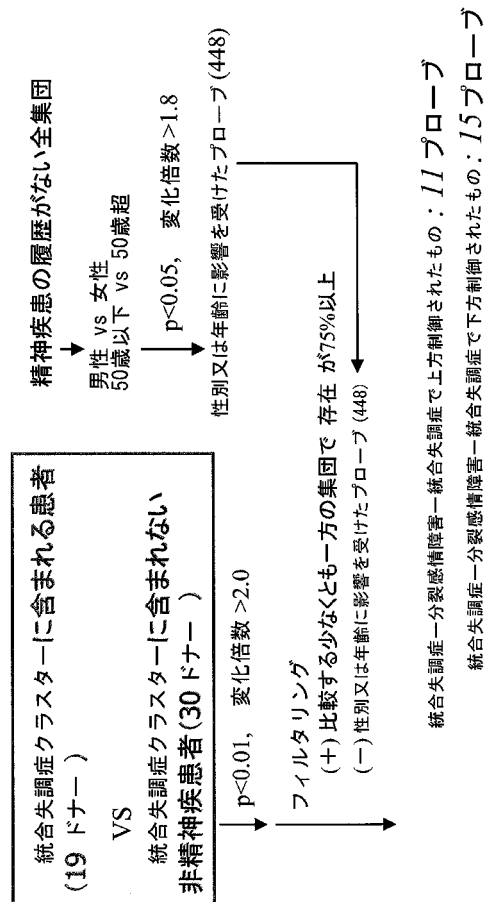 統合失調症クラスターに含まれる患者
(19 ドナー )
VS
統合失調症クラスターに含まれない
非精神疾患者(30 ドナー )
p<0.01, 変化倍数 >2.0
フィルタリング
(+) 比較する少なくとも一方の集団で 存在 が75%以上
(-) 性別又は年齢に影響を受けたプローブ (448)
精神疾患の履歴がない全集団
男性 vs 女性
50歳以下 vs 50歳超
p<0.05, 変化倍数 >1.8
性別又は年齢に影響を受けたプローブ (448)
統合失調症ー分裂感情障害ー統合失調症で上方制御されたもの : 11 プローブ
統合失調症ー分裂感情障害ー統合失調症で下方制御されたもの : 15 プローブ